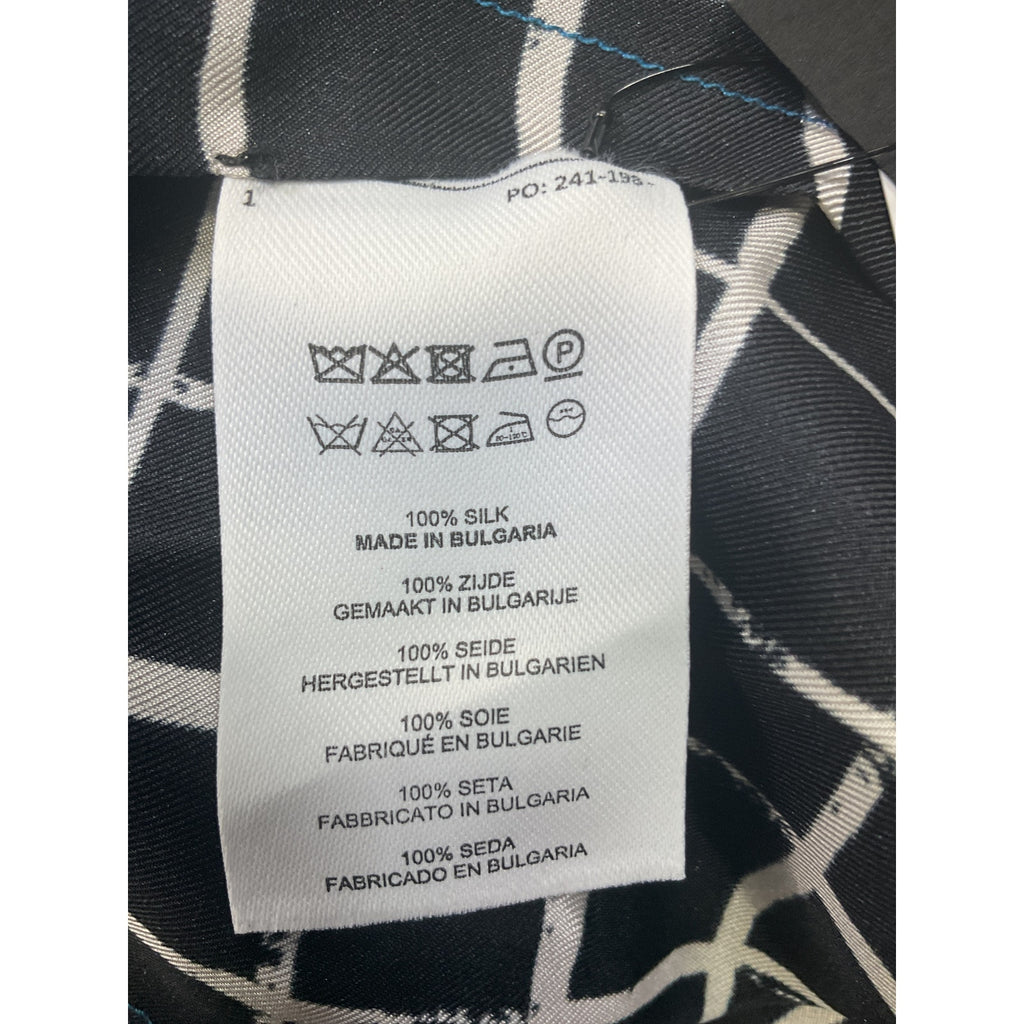 1
PO: 241-198-
P
100% SILK
MADE IN BULGARIA
100% ZIJDE
GEMAAKT IN BULGARIJE
100% SEIDE
HERGESTELLT IN BULGARIEN
100% SOIE
FABRIQUÉ EN BULGARIE
100% SETA
FABBRICATO IN BULGARIA
100% SEDA
FABRICADO EN BULGARIA